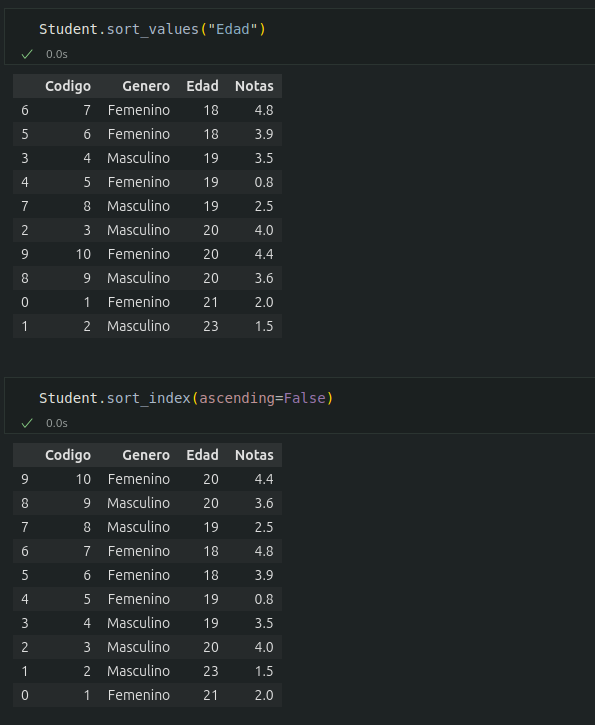 Student.sort_values("Edad")
0.0s
Codigo Genero Edad Notas
6 7 Femenino 18 4.8
5 6 Femenino 18 3.9
3 4 Masculino 19 3.5
4 5 Femenino 19 0.8
7 8 Masculino 19 2.5
2 3 Masculino 20 4.0
9 10 Femenino 20 4.4
8 9 Masculino 20 3.6
0 1 Femenino 21 2.0
1 2 Masculino 23 1.5
Student.sort_index(ascending=False)
0.0s
Codigo Genero Edad Notas
9 10 Femenino 20 4.4
8 9 Masculino 20 3.6
7 8 Masculino 19 2.5
6 7 Femenino 18 4.8
5 6 Femenino 18 3.9
4 5 Femenino 19 0.8
3 4 Masculino 19 3.5
2 3 Masculino 20 4.0
1 2 Masculino 23 1.5
0 1 Femenino 21 2.0